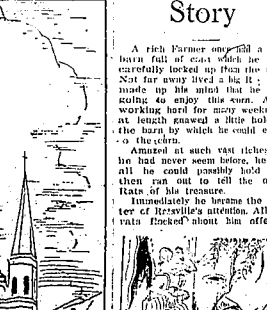 Story
A rich Farmer once had a
barn full of corn which he
carefully locked up from the
Not far away lived a big R
made up his mind that he
going to enjoy this corn. A
working hard for many weeks
at length gnawed a little hol
the barn by which he could e
o the corn.
Amazed at such vast riches
he had never seen before, he
all he could possibly hold
then ran out to tell the o
Rats of his treasure.
Immediately he became the
ter of Ratsville's attention. All
rats flocked about him offe